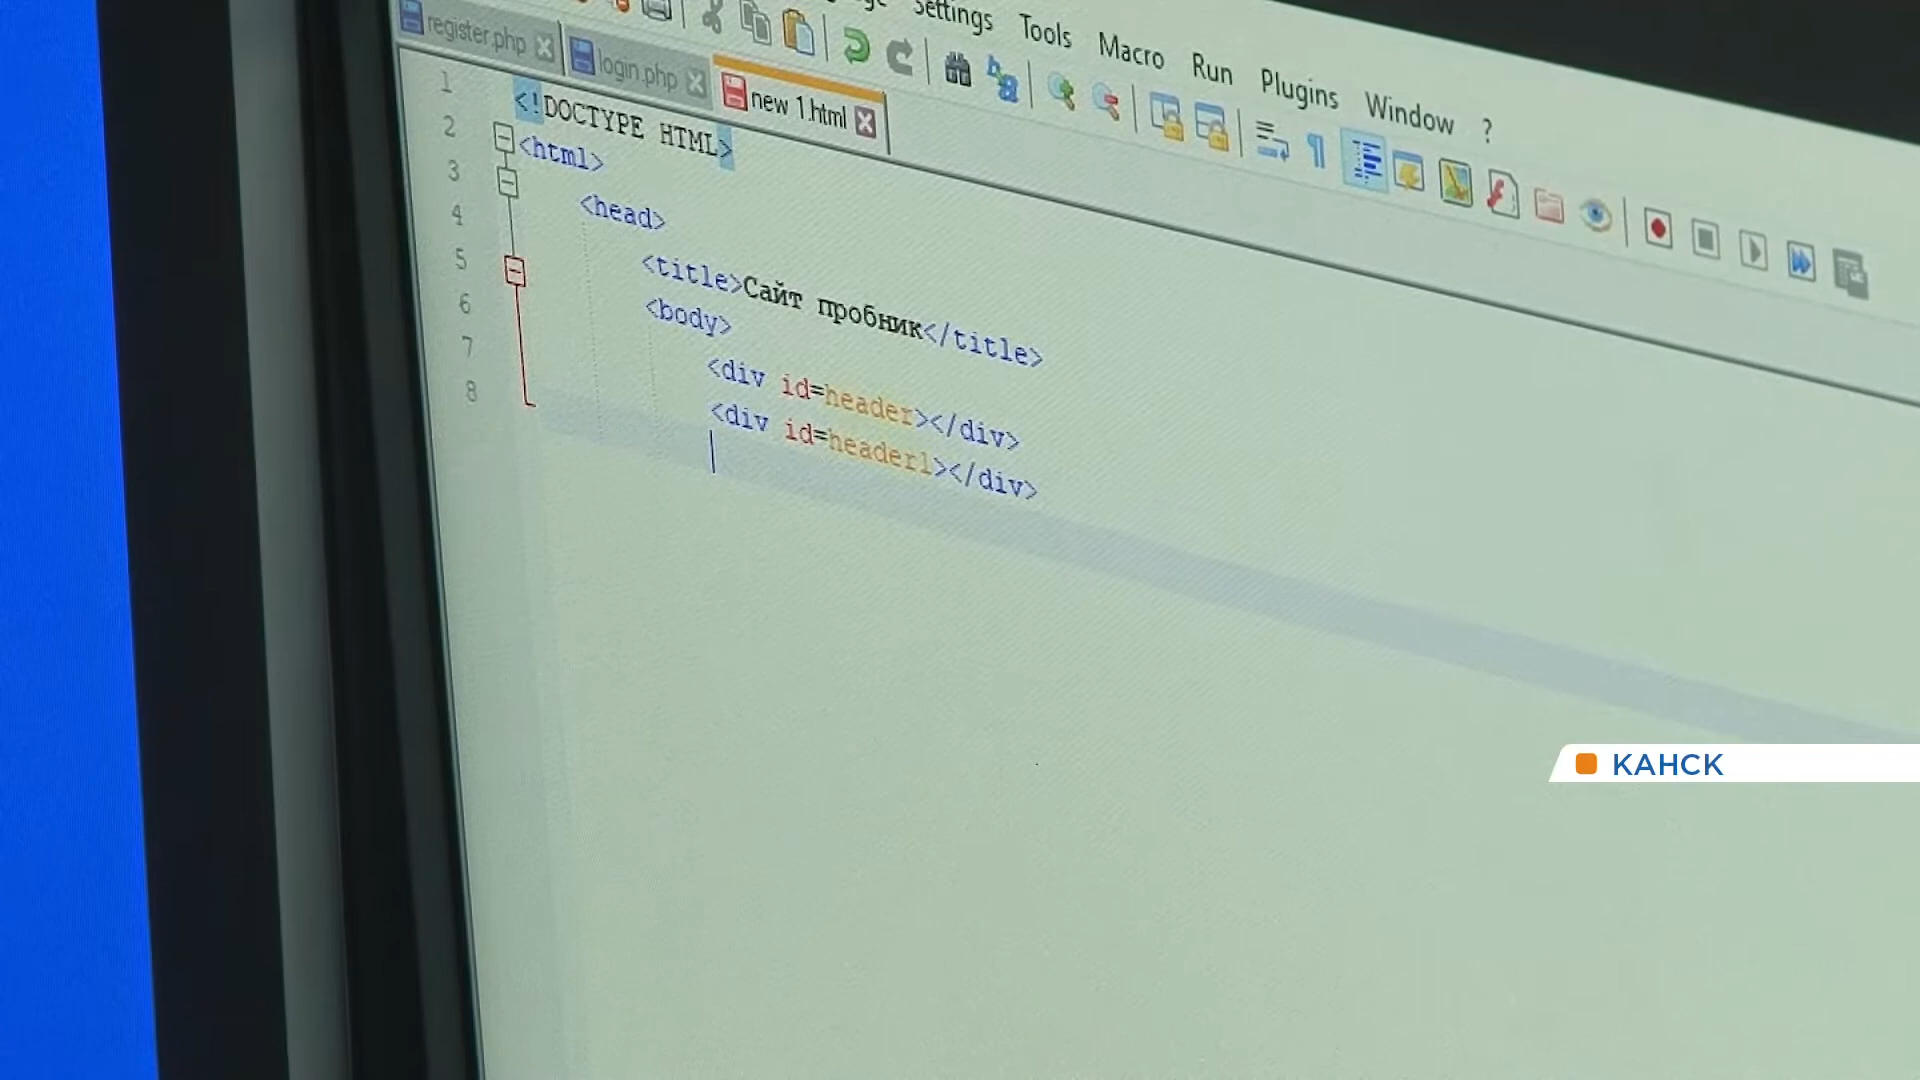 Settings Tools Macro Run Plugins Window ?
register.php login.php new 1.html
1 <!DOCTYPE HTML>
2 <html>
3 <head>
4 <title>Сайт пробник</title>
5 <body>
6 <div id=header></div>
7 <div id=header1></div>
8
КАНСК